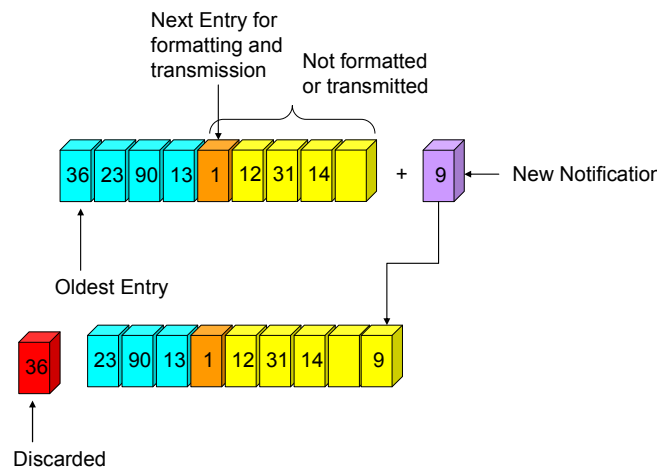 Next Entry for
formatting and
transmission
Not formatted
or transmitted
36 23 90 13 1 12 31 14 + 9
New Notification
Oldest Entry
36 23 90 13 1 12 31 14 9
Discarded